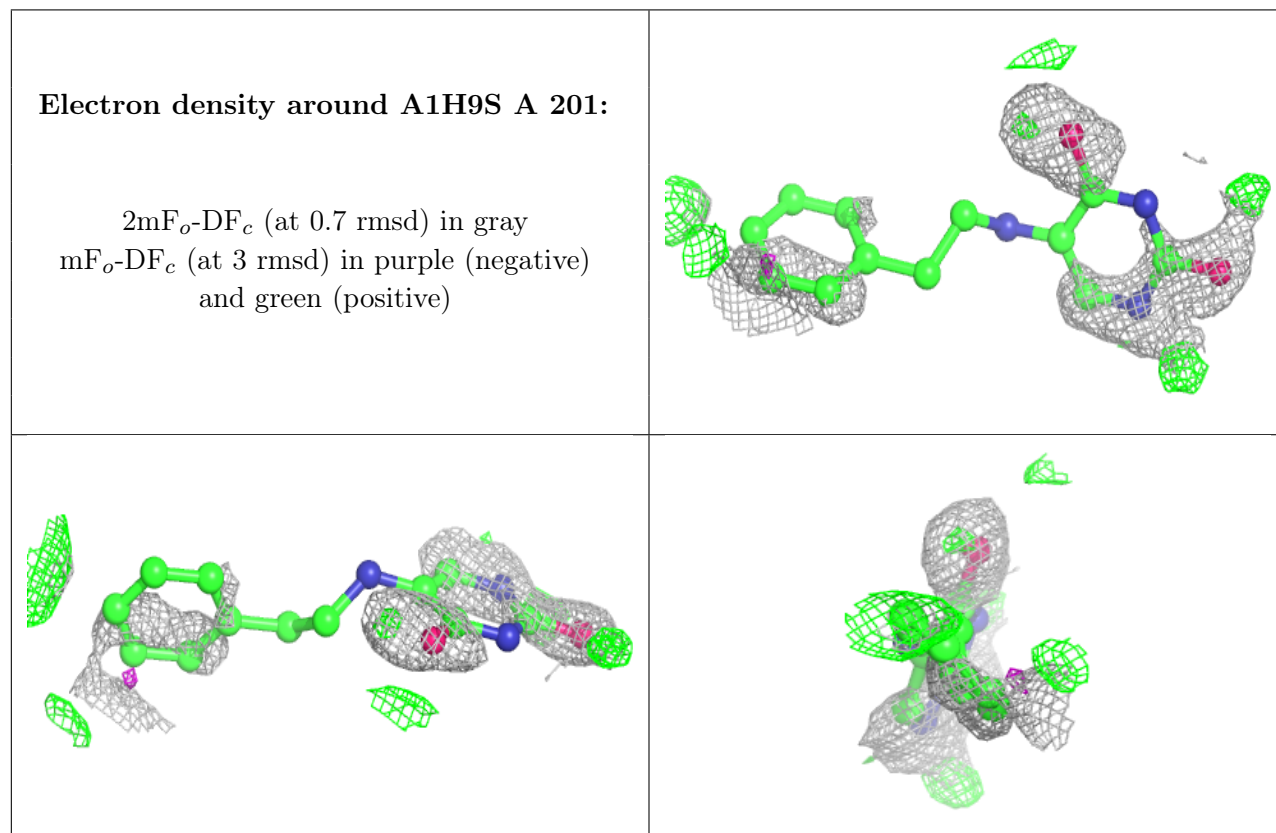 Electron density around A1H9S A 201:
2mFo-DFc (at 0.7 rmsd) in gray
mFo-DFc (at 3 rmsd) in purple (negative)
and green (positive)